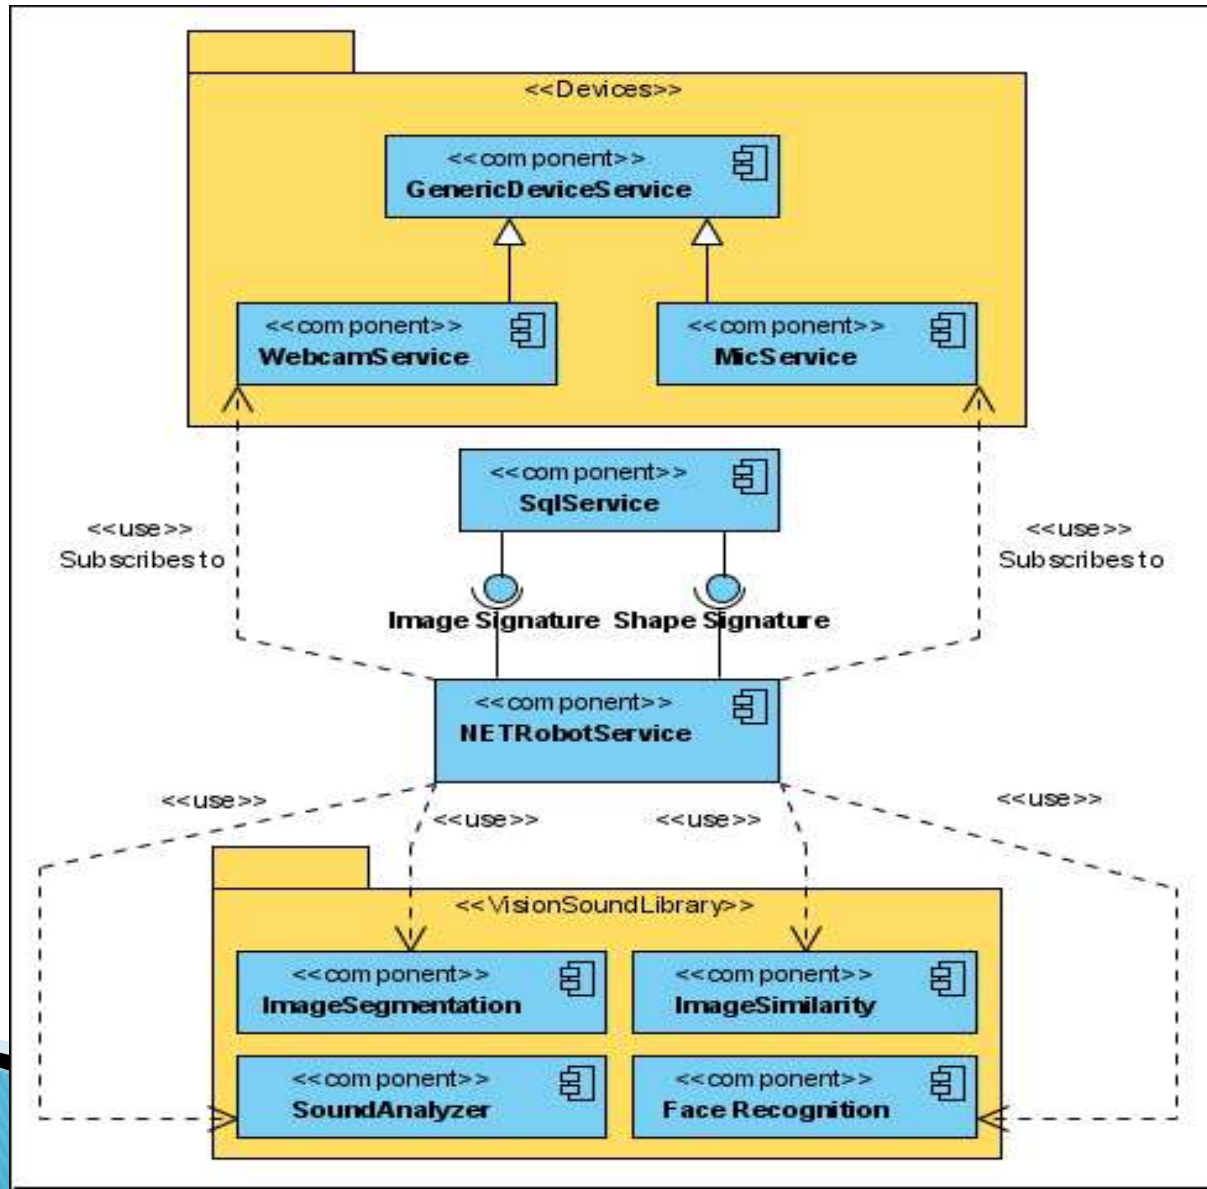 <<Devices>>
<<component>>
GenericDeviceService
<<component>>
WebcamService
<<component>>
MicService
<<component>>
SqlService
<<use>>
Subscribes to
<<use>>
Subscribes to
Image Signature
Shape Signature
<<component>>
NETRobotService
<<use>>
<<use>>
<<use>>
<<use>>
<<VisionSoundLibrary>>
<<component>>
ImageSegmentation
<<component>>
ImageSimilarity
<<component>>
SoundAnalyzer
<<component>>
Face Recognition